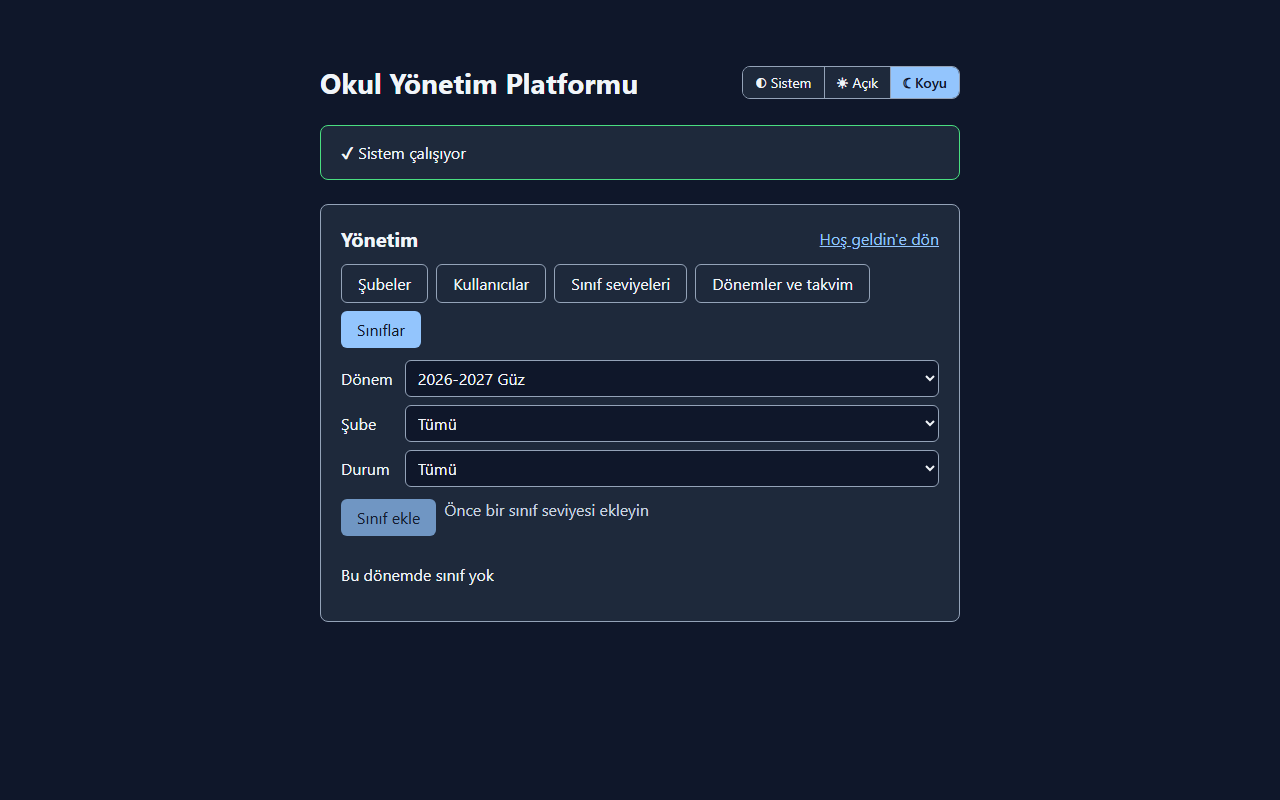 Okul Yönetim Platformu
Sistem
Açık
Koyu
✓ Sistem çalışıyor
Yönetim
Hoş geldin'e dön
Şubeler
Kullanıcılar
Sınıf seviyeleri
Dönemler ve takvim
Sınıflar
Dönem
2026-2027 Güz
Şube
Tümü
Durum
Tümü
Sınıf ekle
Önce bir sınıf seviyesi ekleyin
Bu dönemde sınıf yok